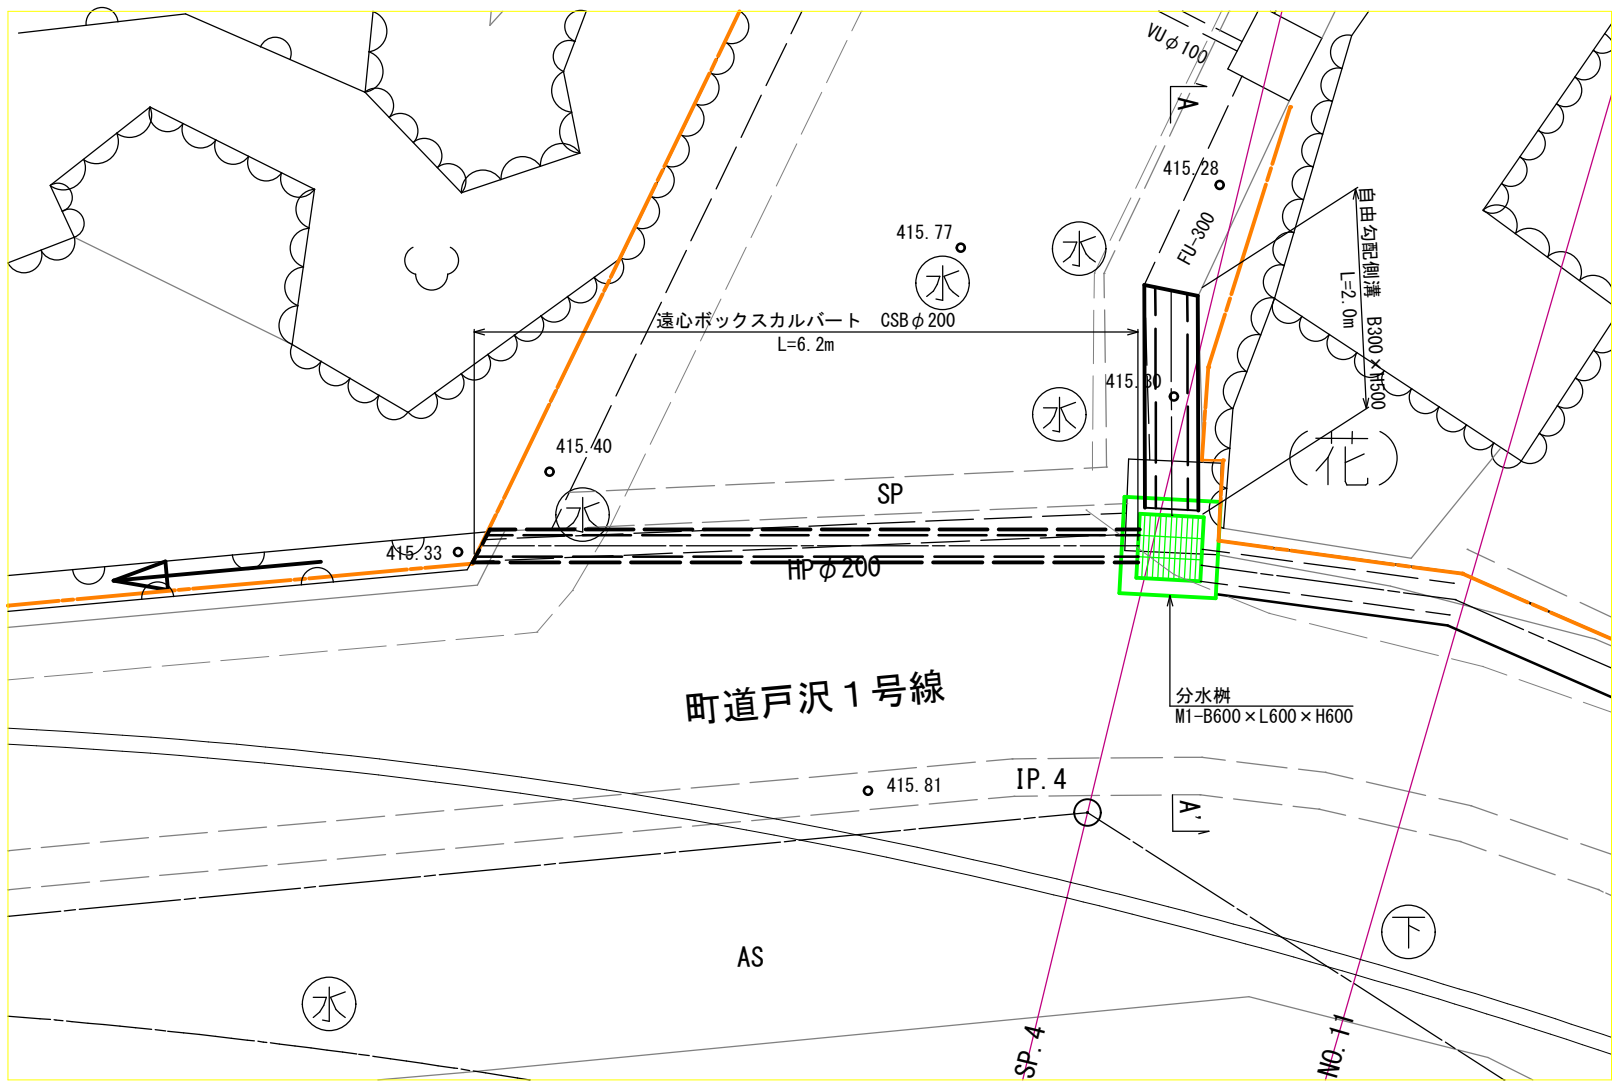 VUφ100
A
415.28
自由勾配側溝 B300×H500
L=2.0m
FU-300
415.77
水
水
遠心ボックスカルバート CSBφ200
L=6.2m
415.30
水
(花)
415.40
水
SP
415.33
HPφ200
町道戸沢1号線
分水桝
M1-B600×L600×H600
IP.4
415.81
A'
下
AS
水
SP.4
NO.11